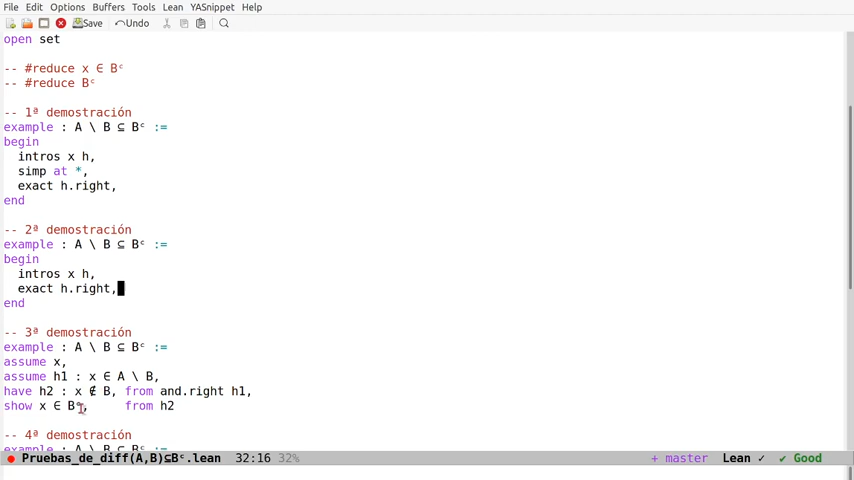 File Edit Options Buffers Tools Lean YASnippet Help
Save Undo
open set
-- #reduce x ∈ Bᶜ
-- #reduce Bᶜ
-- 1ª demostración
example : A \ B ⊆ Bᶜ :=
begin
intros x h,
simp at *,
exact h.right,
end
-- 2ª demostración
example : A \ B ⊆ Bᶜ :=
begin
intros x h,
exact h.right,
end
-- 3ª demostración
example : A \ B ⊆ Bᶜ :=
assume x,
assume h1 : x ∈ A \ B,
have h2 : x ∉ B, from and.right h1,
show x ∈ Bᶜ, from h2
-- 4ª demostración
example : A \ B ⊆ Bᶜ :=
Pruebas_de_diff(A,B)⊆Bᶜ.lean 32:16 32% + master Lean ✓ ✔ Good